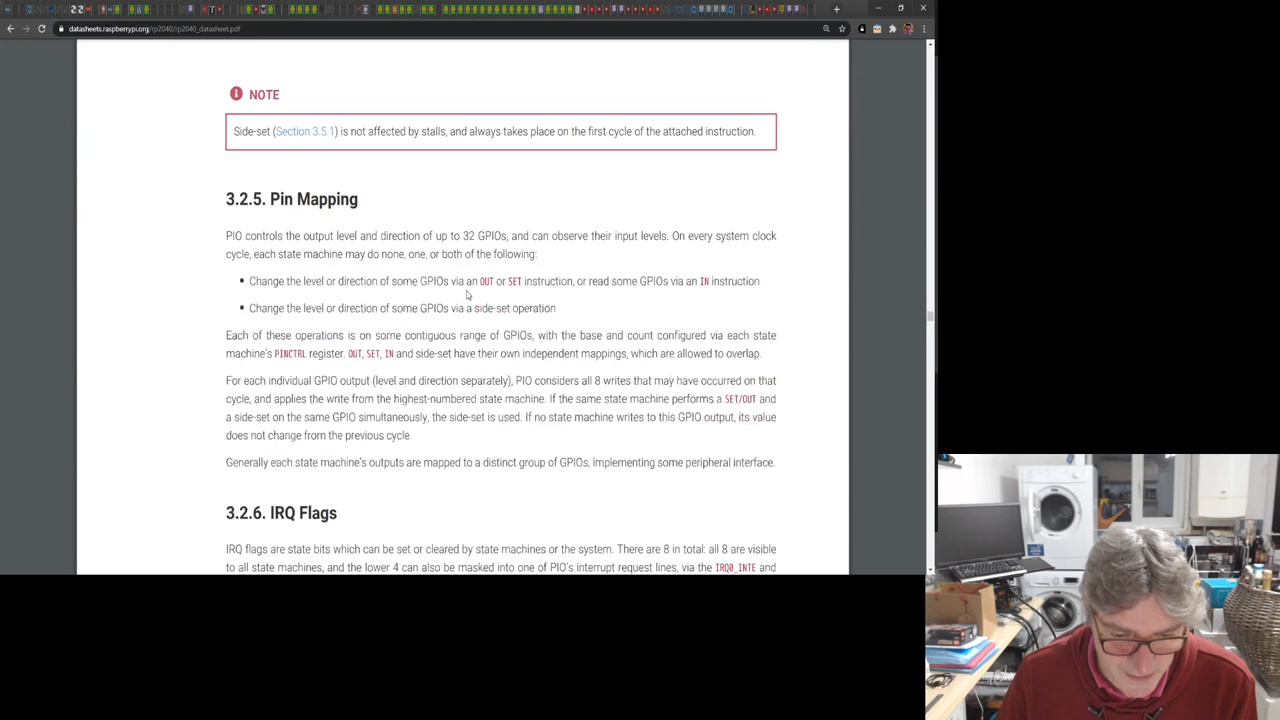 datasheets.raspberrypi.org/rp2040/rp2040_datasheet.pdf
NOTE
Side-set (Section 3.5.1) is not affected by stalls, and always takes place on the first cycle of the attached instruction.
3.2.5. Pin Mapping
PIO controls the output level and direction of up to 32 GPIOs, and can observe their input levels. On every system clock
cycle, each state machine may do none, one, or both of the following:
• Change the level or direction of some GPIOs via an OUT or SET instruction, or read some GPIOs via an IN instruction
• Change the level or direction of some GPIOs via a side-set operation
Each of these operations is on some contiguous range of GPIOs, with the base and count configured via each state
machine's PINCTRL register. OUT, SET, IN and side-set have their own independent mappings, which are allowed to overlap.
For each individual GPIO output (level and direction separately), PIO considers all 8 writes that may have occurred on that
cycle, and applies the write from the highest-numbered state machine. If the same state machine performs a SET/OUT and
a side-set on the same GPIO simultaneously, the side-set is used. If no state machine writes to this GPIO output, its value
does not change from the previous cycle.
Generally each state machine's outputs are mapped to a distinct group of GPIOs, implementing some peripheral interface.
3.2.6. IRQ Flags
IRQ flags are state bits which can be set or cleared by state machines or the system. There are 8 in total: all 8 are visible
to all state machines, and the lower 4 can also be masked into one of PIO's interrupt request lines, via the IRQ0_INTE and